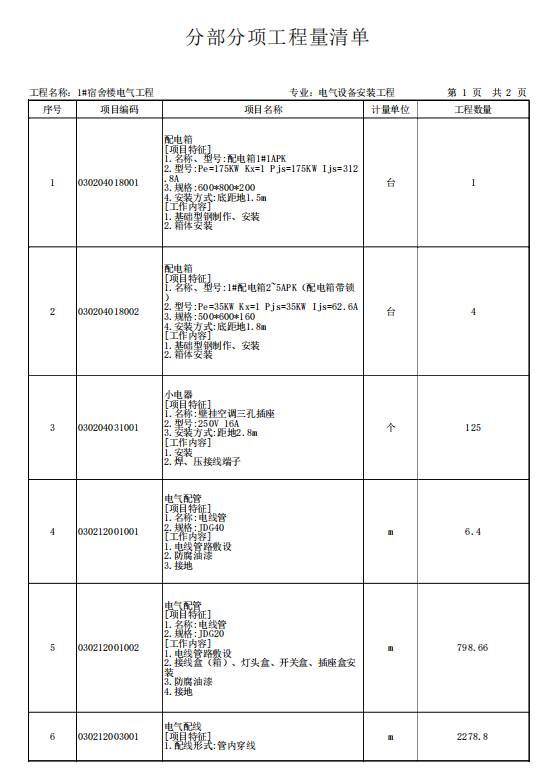 分部分项工程量清单
工程名称: 1#宿舍楼电气工程 专业: 电气设备安装工程 第 1 页 共 2 页
序号 项目编码 项目名称 计量单位 工程数量
配电箱
[项目特征]
1.名称、型号:配电箱1#1APK
2.型号:Pe=175KW Kx=1 Pjs=175KW Ijs=312
.8A
1 030204018001 台 1
3.规格:600*800*200
4.安装方式:底距地1.5m
[工作内容]
1.基础型钢制作、安装
2.箱体安装
配电箱
[项目特征]
1.名称、型号:1#配电箱2~5APK（配电箱带锁
）
2.型号:Pe=35KW Kx=1 Pjs=35KW Ijs=62.6A
2 030204018002 台 4
3.规格:500*600*160
4.安装方式:底距地1.8m
[工作内容]
1.基础型钢制作、安装
2.箱体安装
小电器
[项目特征]
1.名称:壁挂空调三孔插座
2.型号:250V 16A
3 030204031001 个 125
3.安装方式:距地2.8m
[工作内容]
1.安装
2.焊、压接线端子
电气配管
[项目特征]
1.名称:电线管
2.规格:JDG40
4 030212001001 m 6.4
[工作内容]
1.电线管路敷设
2.防腐油漆
3.接地
电气配管
[项目特征]
1.名称:电线管
2.规格:JDG20
[工作内容]
5 030212001002 m 798.66
1.电线管路敷设
2.接线盒（箱）、灯头盒、开关盒、插座盒安
装
3.防腐油漆
4.接地
电气配线
[项目特征]
6 030212003001 m 2278.8
1.配线形式:管内穿线